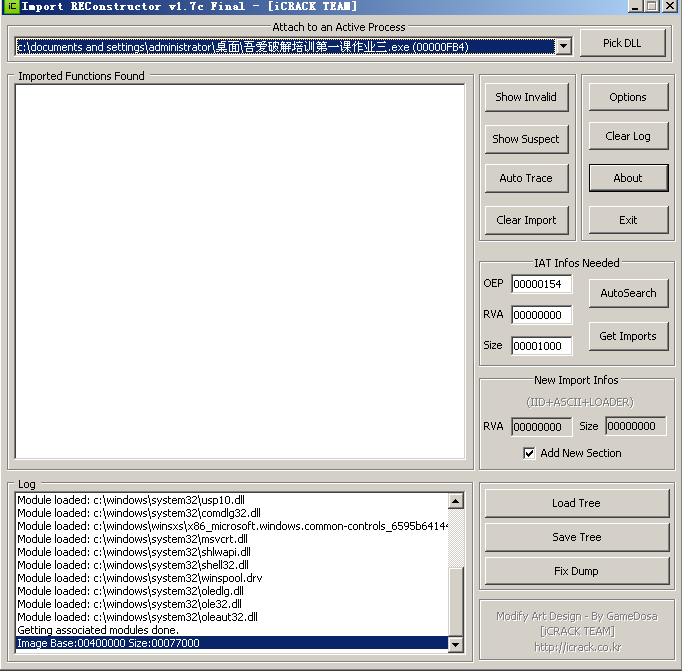 Import REConstructor v1.7c Final - [iCRACK TEAM]
Attach to an Active Process
c:\documents and settings\administrator\桌面\吾爱破解培训第一课作业三.exe (00000FB4)
Pick DLL
Imported Functions Found
Show Invalid
Show Suspect
Auto Trace
Clear Import
Options
Clear Log
About
Exit
IAT Infos Needed
OEP 00000154
RVA 00000000
Size 00001000
AutoSearch
Get Imports
New Import Infos
(IID+ASCII+LOADER)
RVA 00000000 Size 00000000
Add New Section
Log
Module loaded: c:\windows\system32\usp10.dll
Module loaded: c:\windows\system32\comdlg32.dll
Module loaded: c:\windows\winsxs\x86_microsoft.windows.common-controls_6595b6414
Module loaded: c:\windows\system32\msvcrt.dll
Module loaded: c:\windows\system32\shlwapi.dll
Module loaded: c:\windows\system32\shell32.dll
Module loaded: c:\windows\system32\winspool.drv
Module loaded: c:\windows\system32\oledlg.dll
Module loaded: c:\windows\system32\ole32.dll
Module loaded: c:\windows\system32\oleaut32.dll
Getting associated modules done.
Image Base:00400000 Size:00077000
Load Tree
Save Tree
Fix Dump
Modify Art Design - By GameDosa
[iCRACK TEAM]
http://icrack.co.kr